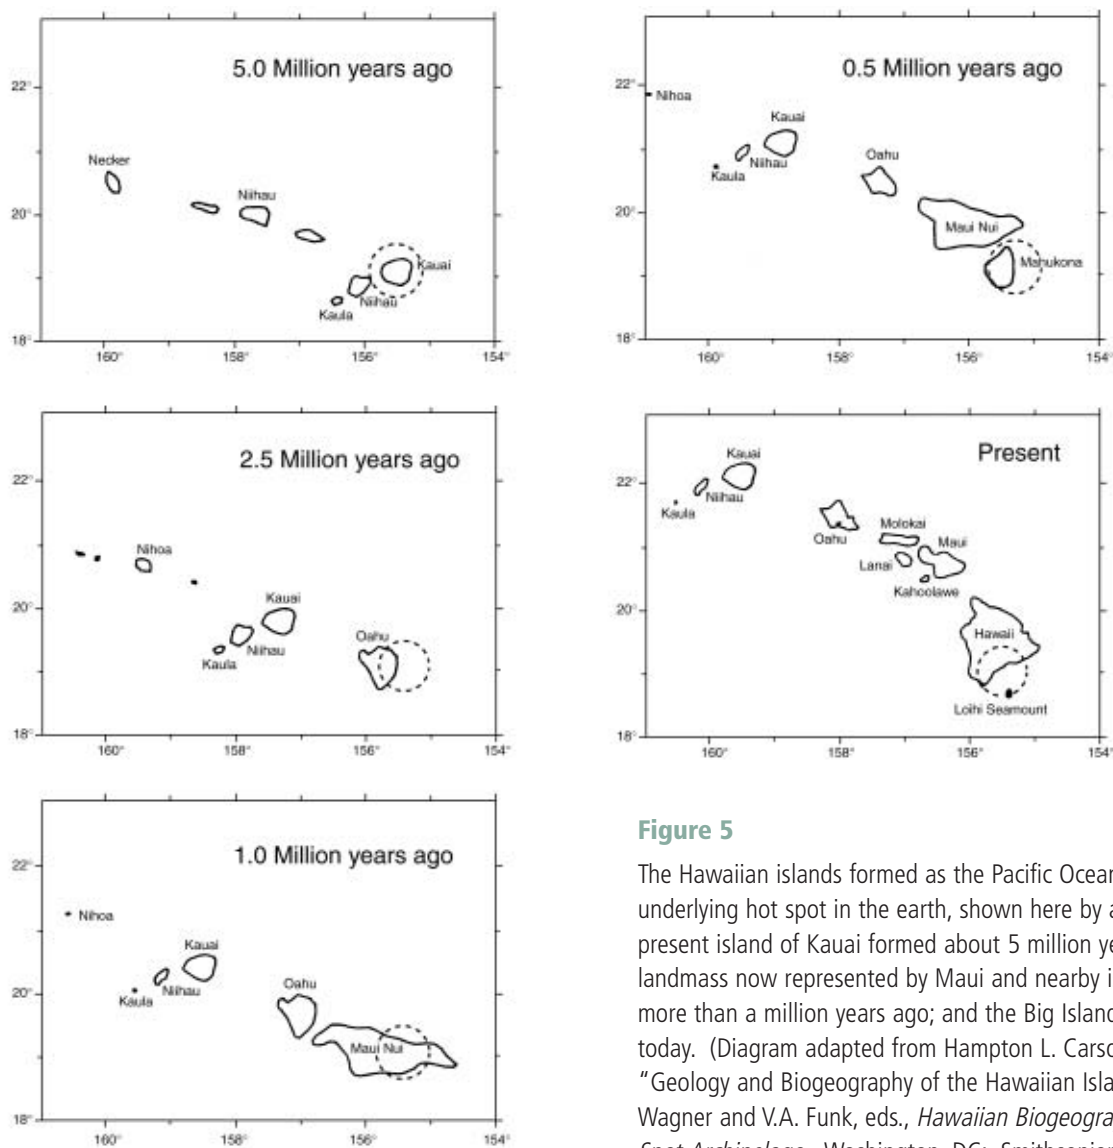 5.0 Million years ago
22°
Necker
Niihau
20°
Kauai
Niihau
Kaula
18°
160° 158° 156° 154°
2.5 Million years ago
22°
Nihoa
Kauai
20°
Oahu
Niihau
Kaula
18°
160° 158° 156° 154°
1.0 Million years ago
22°
Nihoa
Kauai
20°
Niihau
Kaula
Oahu
Maui Nui
18°
160° 158° 156° 154°
0.5 Million years ago
22°
Nihoa
Kauai
Niihau
Kaula
Oahu
20°
Maui Nui
Mahukona
18°
160° 158° 156° 154°
Present
22°
Kauai
Niihau
Kaula
Oahu
Molokai
Maui
Lanai
Kahoolawe
20°
Hawaii
Loihi Seamount
18°
160° 158° 156° 154°
Figure 5
The Hawaiian islands formed as the Pacific Ocean
underlying hot spot in the earth, shown here by a
present island of Kauai formed about 5 million ye
landmass now represented by Maui and nearby i
more than a million years ago; and the Big Island
today. (Diagram adapted from Hampton L. Carso
"Geology and Biogeography of the Hawaiian Isla
Wagner and V.A. Funk, eds., Hawaiian Biogeogra
Spot Archipelago. Washington, DC: Smithsonian